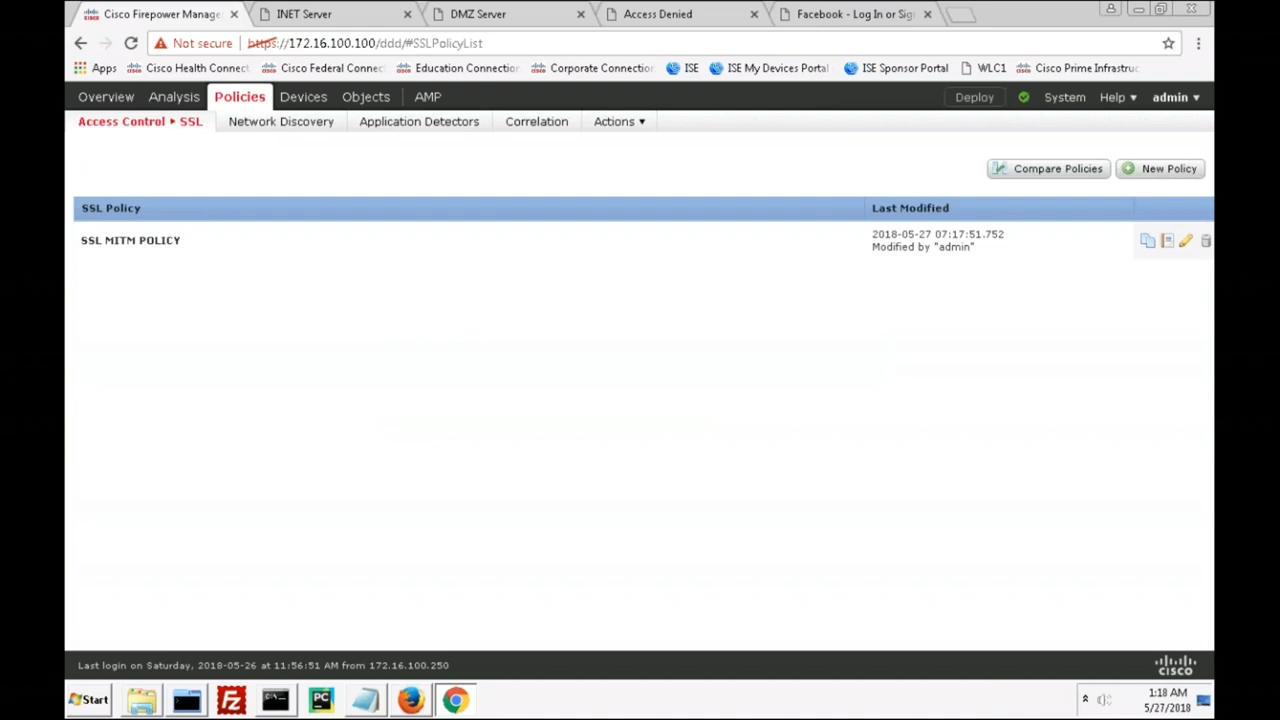 Cisco Firepower Manage
INET Server
DMZ Server
Access Denied
Facebook - Log In or Sig
Not secure
https://172.16.100.100/ddd/#SSLPolicyList
Apps
Cisco Health Connect
Cisco Federal Connec
Education Connection
Corporate Connection
ISE
ISE My Devices Portal
ISE Sponsor Portal
WLC1
Cisco Prime Infrastruc
Overview
Analysis
Policies
Devices
Objects
AMP
Deploy
System
Help
admin
Access Control ▸ SSL
Network Discovery
Application Detectors
Correlation
Actions
Compare Policies
New Policy
SSL Policy
Last Modified
SSL MITM POLICY
2018-05-27 07:17:51.752
Modified by "admin"
Last login on Saturday, 2018-05-26 at 11:56:51 AM from 172.16.100.250
CISCO
Start
Fz
PC
1:18 AM
5/27/2018